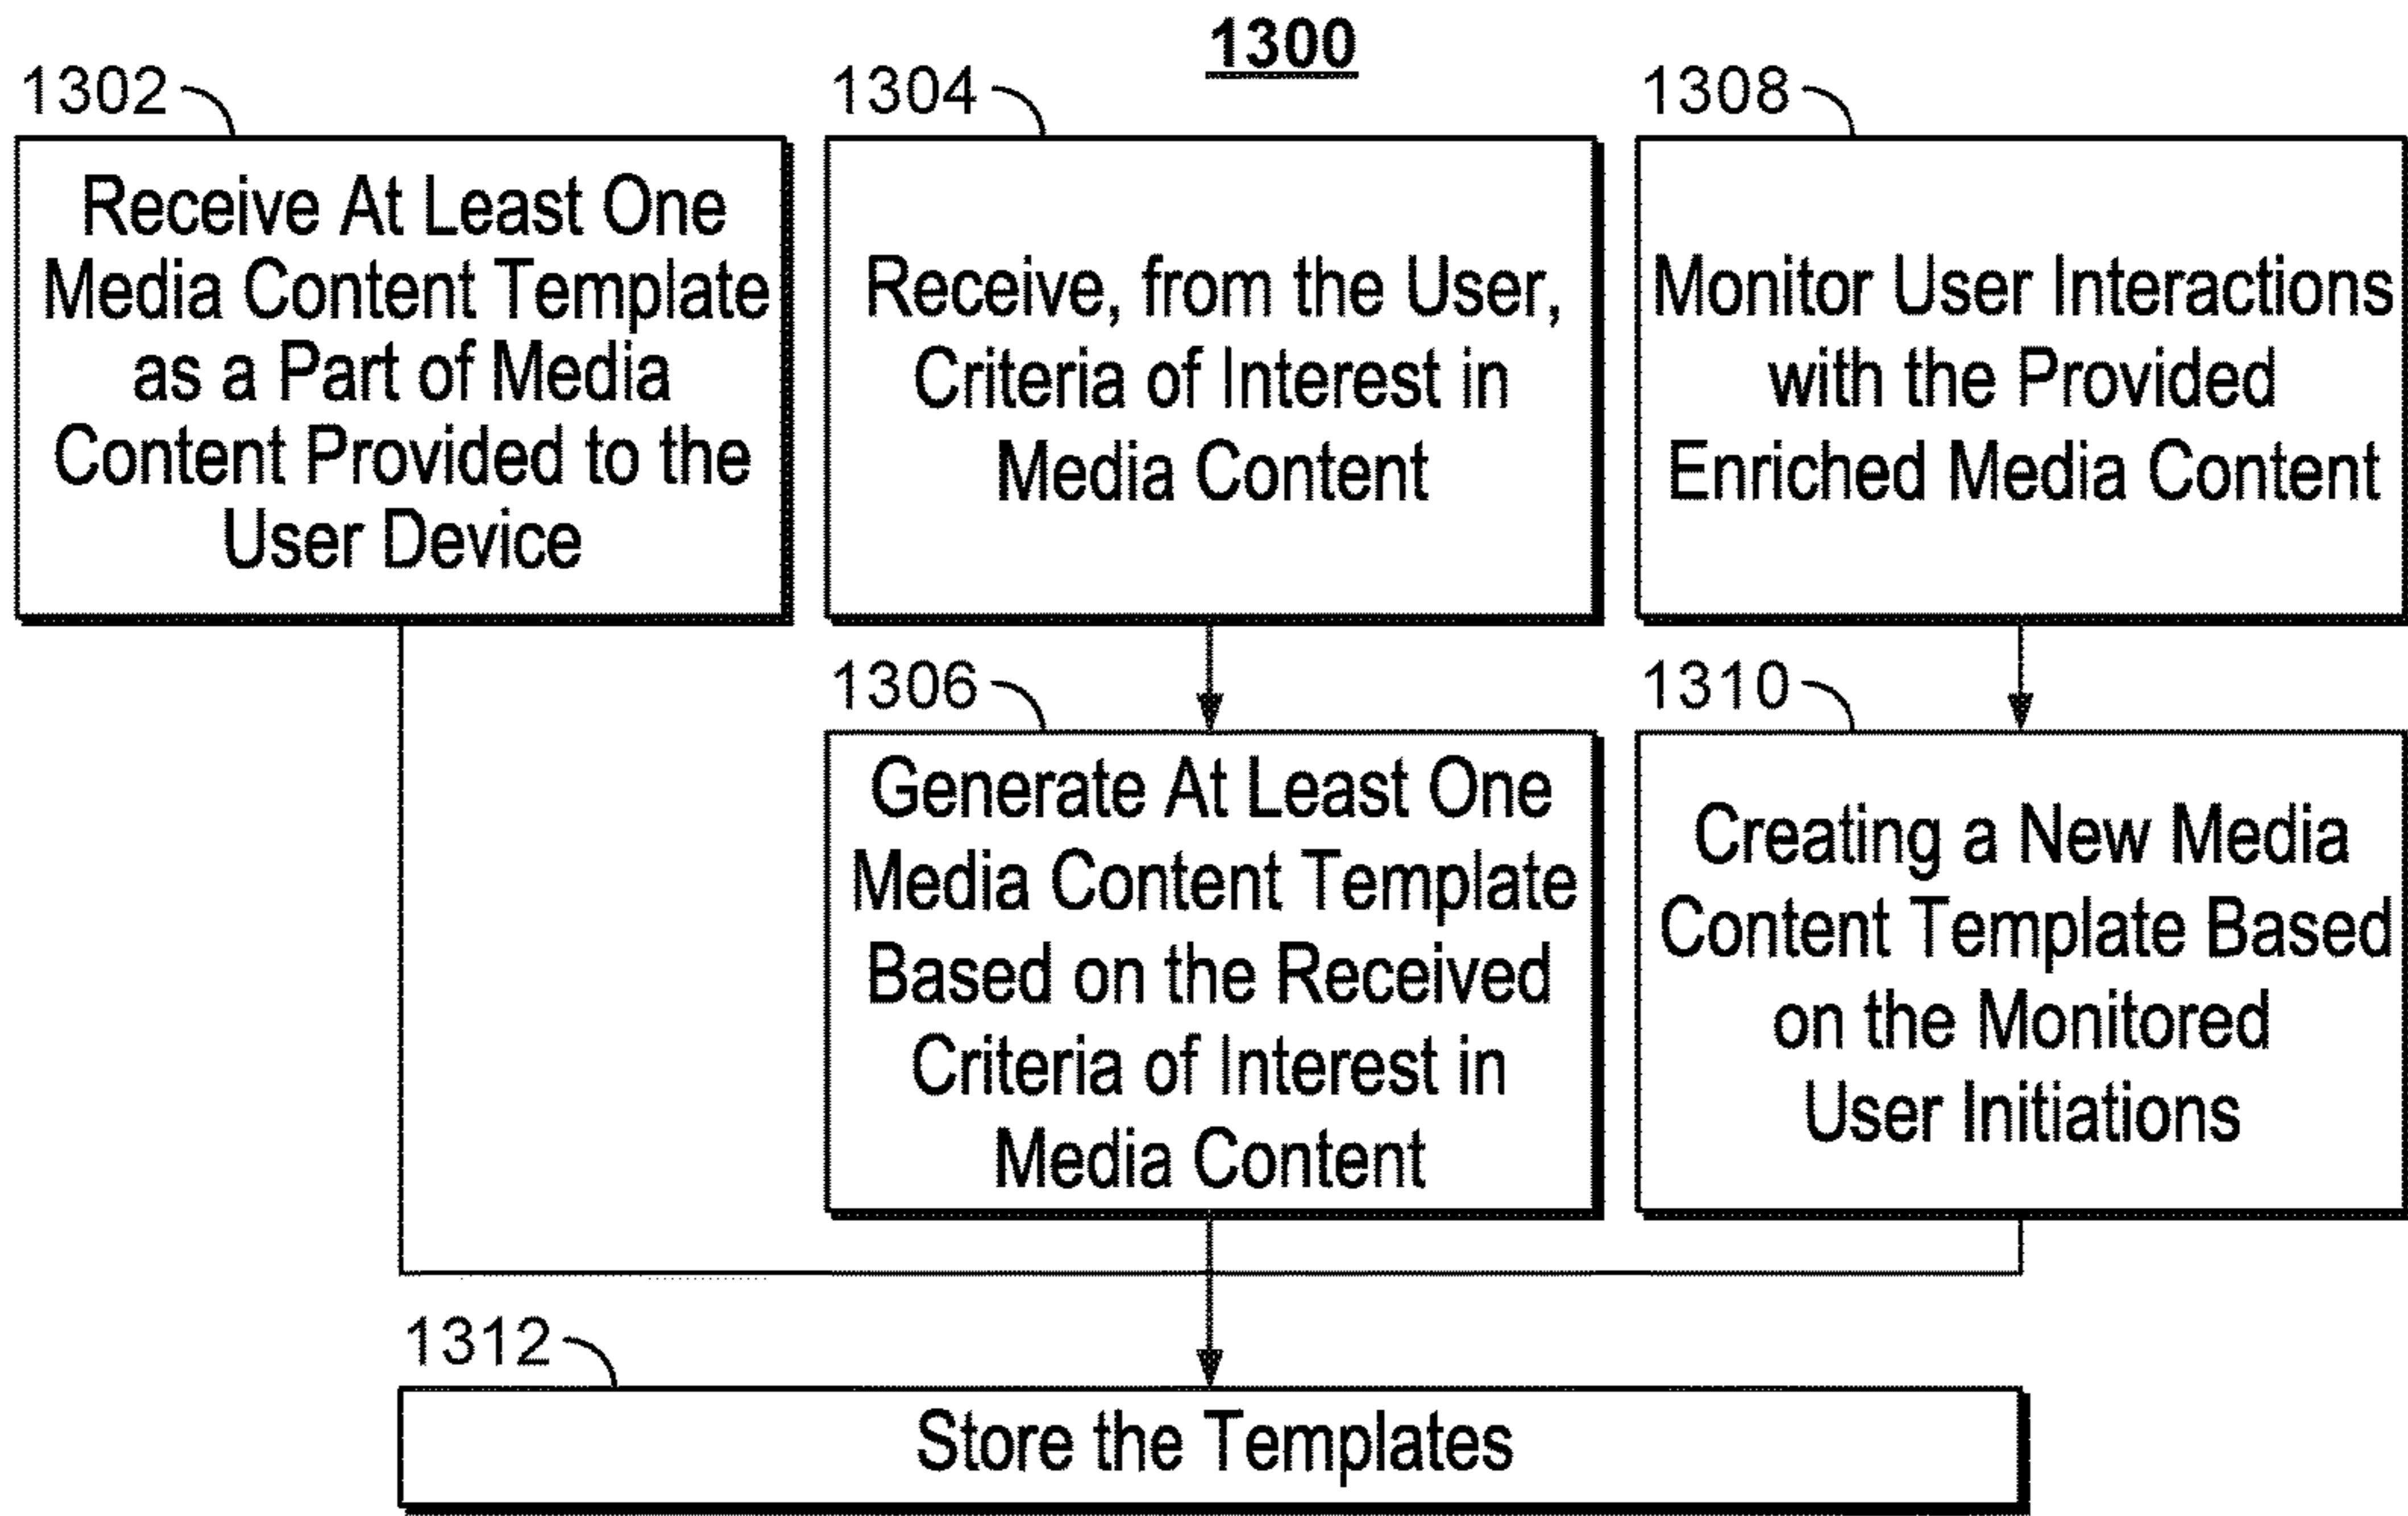 1300
1302
Receive At Least One
Media Content Template
as a Part of Media
Content Provided to the
User Device
1304
Receive, from the User,
Criteria of Interest in
Media Content
1308
Monitor User Interactions
with the Provided
Enriched Media Content
1306
Generate At Least One
Media Content Template
Based on the Received
Criteria of Interest in
Media Content
1310
Creating a New Media
Content Template Based
on the Monitored
User Initiations
1312
Store the Templates